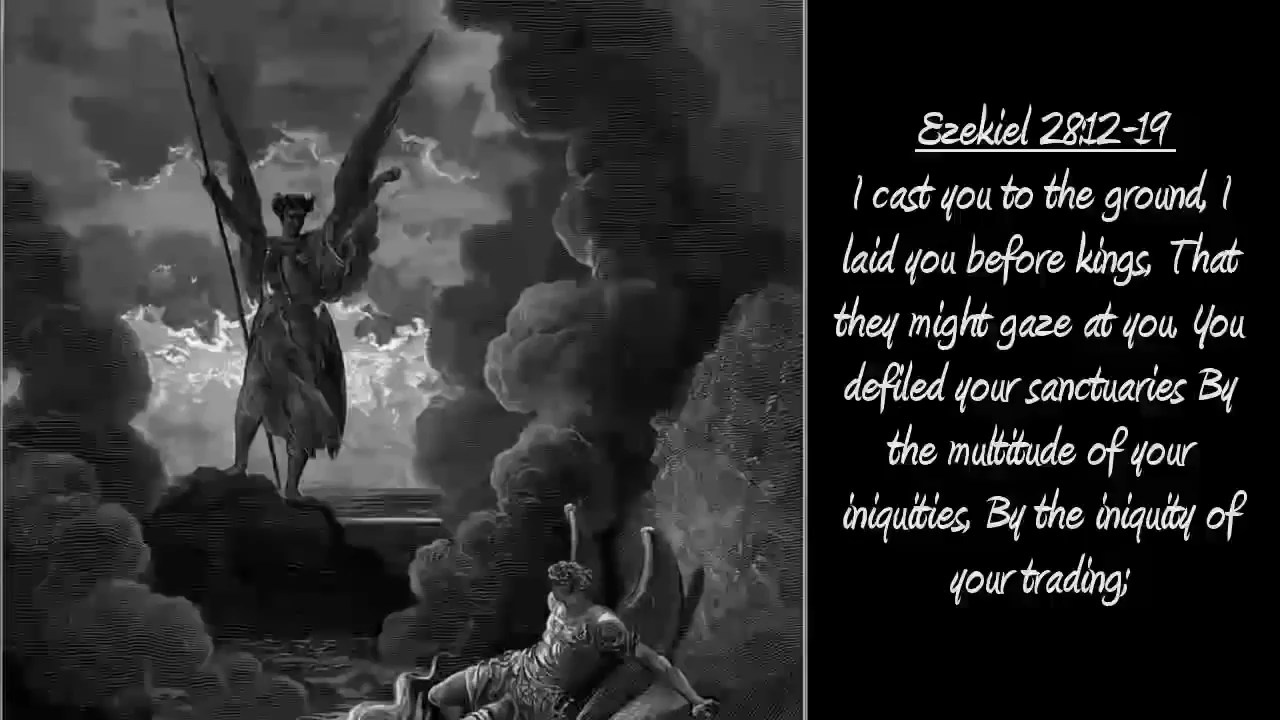 Ezekiel 28:12-19
I cast you to the ground, I
laid you before kings, That
they might gaze at you. You
defiled your sanctuaries By
the multitude of your
iniquities, By the iniquity of
your trading;